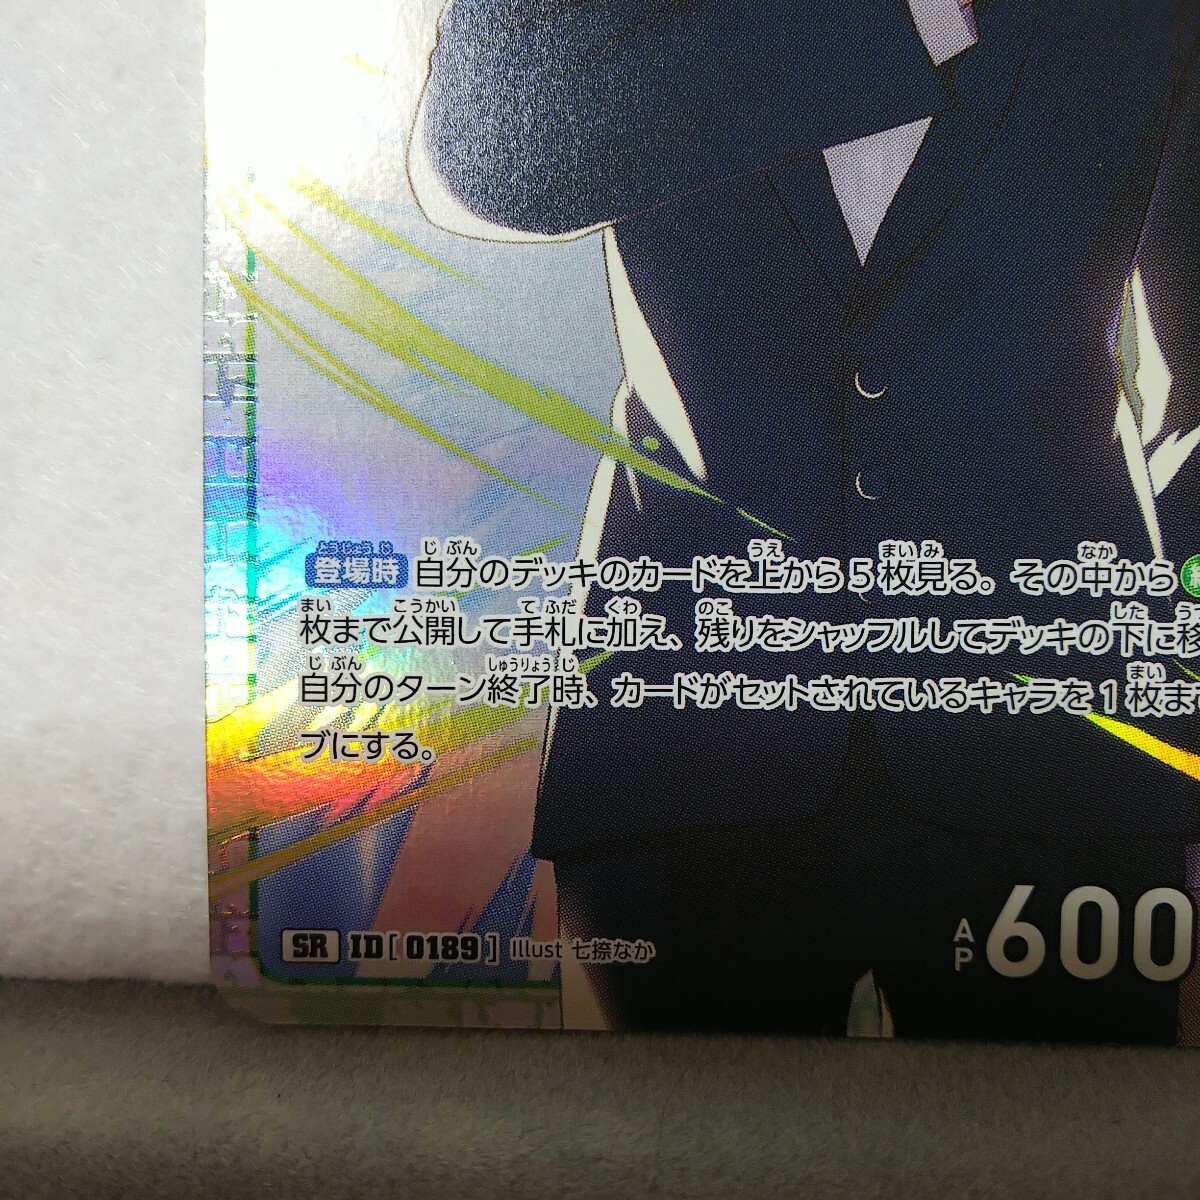 登場時 自分のデッキのカードを上から5枚見る。その中から
枚まで公開して手札に加え、残りをシャッフルしてデッキの下に移
自分のターン終了時、カードがセットされているキャラを1枚まで
ブにする。
SR ID[0189] Illust 七捺なか
AP 600